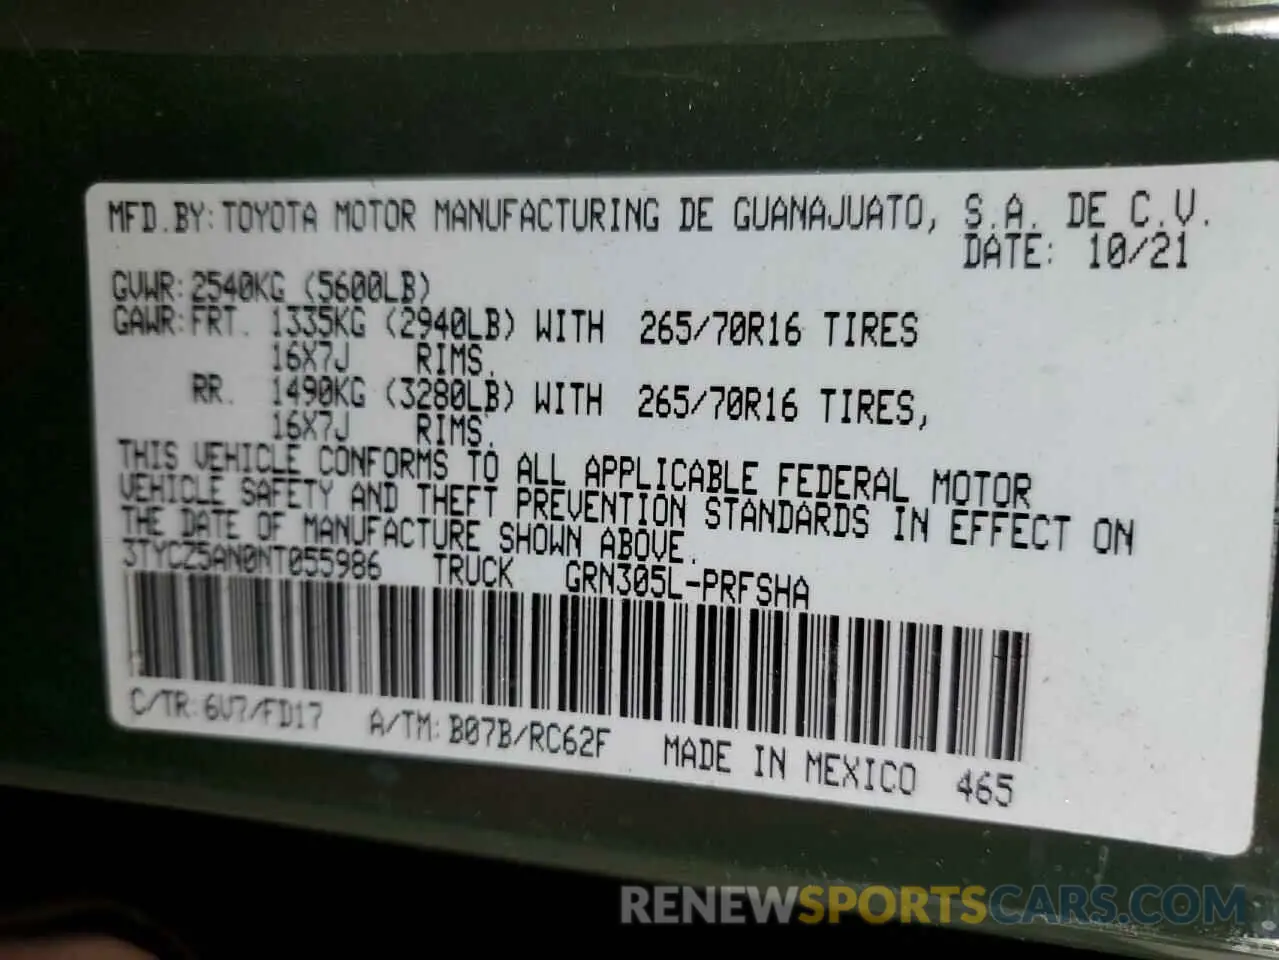 MFD.BY: TOYOTA MOTOR MANUFACTURING DE GUANAJUATO, S.A. DE C.V.
DATE: 10/21
GVWR: 2540KG (5600LB)
GAWR: FRT. 1335KG (2940LB) WITH 265/70R16 TIRES
16X7J RIMS.
RR. 1490KG (3280LB) WITH 265/70R16 TIRES,
16X7J RIMS.
THIS VEHICLE CONFORMS TO ALL APPLICABLE FEDERAL MOTOR
VEHICLE SAFETY AND THEFT PREVENTION STANDARDS IN EFFECT ON
THE DATE OF MANUFACTURE SHOWN ABOVE.
3TYCZ5AN0NT055986 TRUCK GRN305L-PRFSHA
C/TR: 6V7/FD17 A/TM: B07B/RC62F MADE IN MEXICO 465
RENEWSPORTSCARS.COM